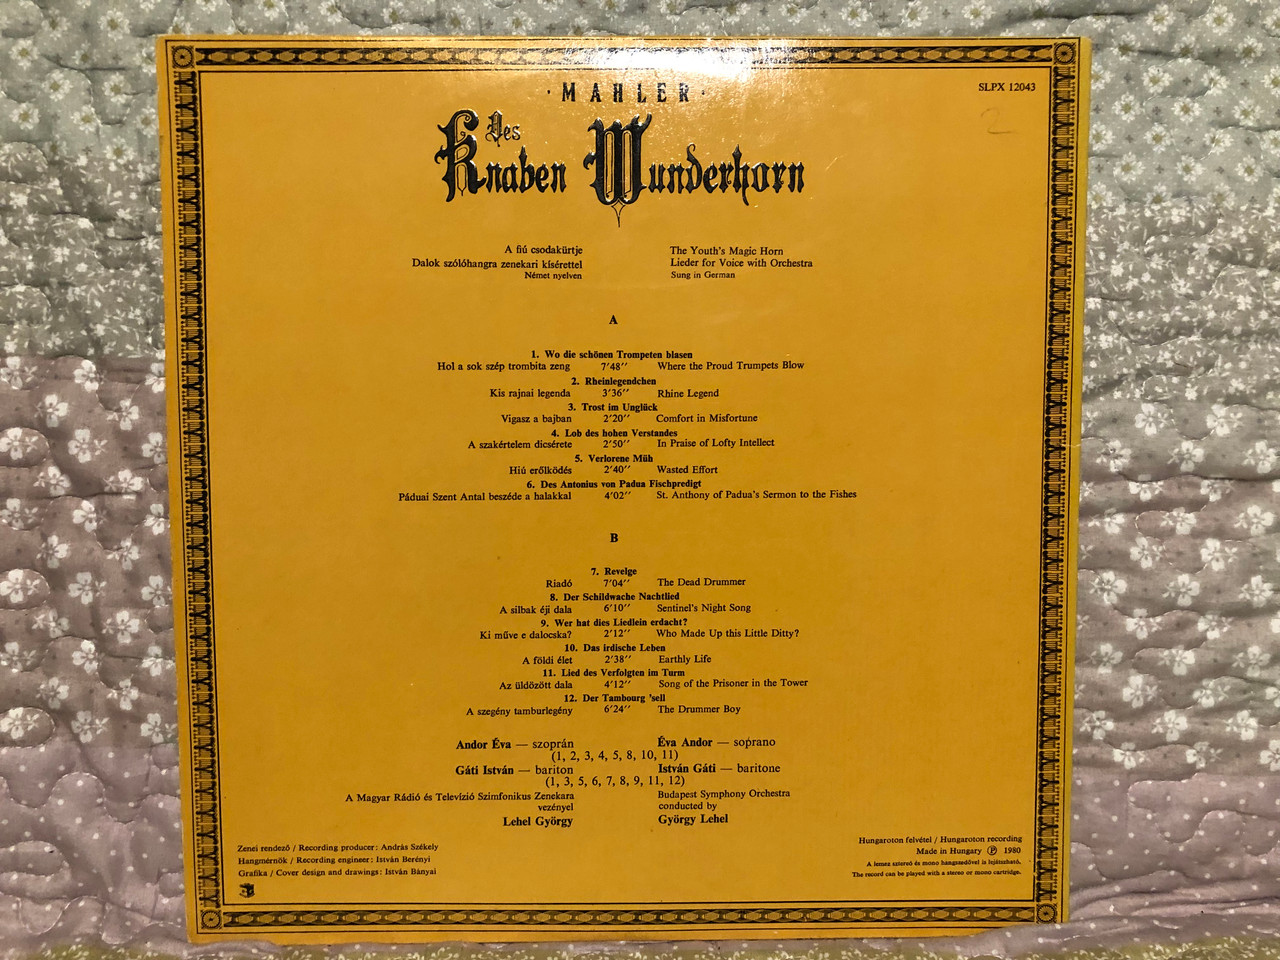 · MAHLER ·
SLPX 12043
2
Des
Knaben Wunderhorn
A fiú csodakürtje The Youth's Magic Horn
Dalok szólóhangra zenekari kísérettel Lieder for Voice with Orchestra
Német nyelven Sung in German
A
1. Wo die schönen Trompeten blasen
Hol a sok szép trombita zeng 7'48'' Where the Proud Trumpets Blow
2. Rheinlegendchen
Kis rajnai legenda 3'36'' Rhine Legend
3. Trost im Unglück
Vigasz a bajban 2'20'' Comfort in Misfortune
4. Lob des hohen Verstandes
A szakértelem dicsérete 2'50'' In Praise of Lofty Intellect
5. Verlorene Müh
Hiú erőlködés 2'40'' Wasted Effort
6. Des Antonius von Padua Fischpredigt
Páduai Szent Antal beszéde a halakkal 4'02'' St. Anthony of Padua's Sermon to the Fishes
B
7. Revelge
Riadó 7'04'' The Dead Drummer
8. Der Schildwache Nachtlied
A silbak éji dala 6'10'' Sentinel's Night Song
9. Wer hat dies Liedlein erdacht?
Ki műve e dalocska? 2'12'' Who Made Up this Little Ditty?
10. Das irdische Leben
A földi élet 2'38'' Earthly Life
11. Lied des Verfolgten im Turm
Az üldözött dala 4'12'' Song of the Prisoner in the Tower
12. Der Tambourg 'sell
A szegény tamburlegény 6'24'' The Drummer Boy
Andor Éva — szoprán Éva Andor — soprano
(1, 2, 3, 4, 5, 8, 10, 11)
Gáti István — bariton István Gáti — baritone
(1, 3, 5, 6, 7, 8, 9, 11, 12)
A Magyar Rádió és Televízió Szimfonikus Zenekara Budapest Symphony Orchestra
vezényel conducted by
Lehel György György Lehel
Zenei rendező / Recording producer: András Székely
Hangmérnök / Recording engineer: István Berényi
Grafika / Cover design and drawings: István Bányai
Hungaroton felvétel / Hungaroton recording
Made in Hungary Ⓟ 1980
A lemez sztereó és mono hangszedővel is lejátszható.
The record can be played with a stereo or mono cartridge.